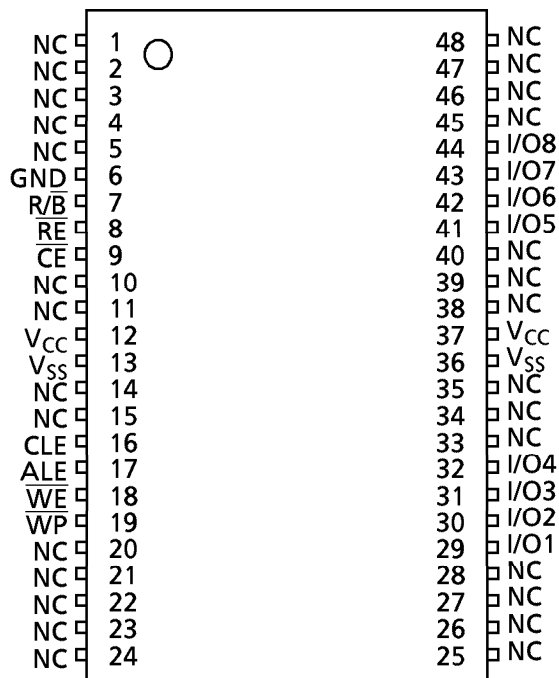 NC 1 48 NC
NC 2 47 NC
NC 3 46 NC
NC 4 45 NC
NC 5 44 I/O8
GND 6 43 I/O7
R/B̅ 7 42 I/O6
R̅E̅ 8 41 I/O5
C̅E̅ 9 40 NC
NC 10 39 NC
NC 11 38 NC
VCC 12 37 VCC
VSS 13 36 VSS
NC 14 35 NC
NC 15 34 NC
CLE 16 33 NC
ALE 17 32 I/O4
W̅E̅ 18 31 I/O3
W̅P̅ 19 30 I/O2
NC 20 29 I/O1
NC 21 28 NC
NC 22 27 NC
NC 23 26 NC
NC 24 25 NC